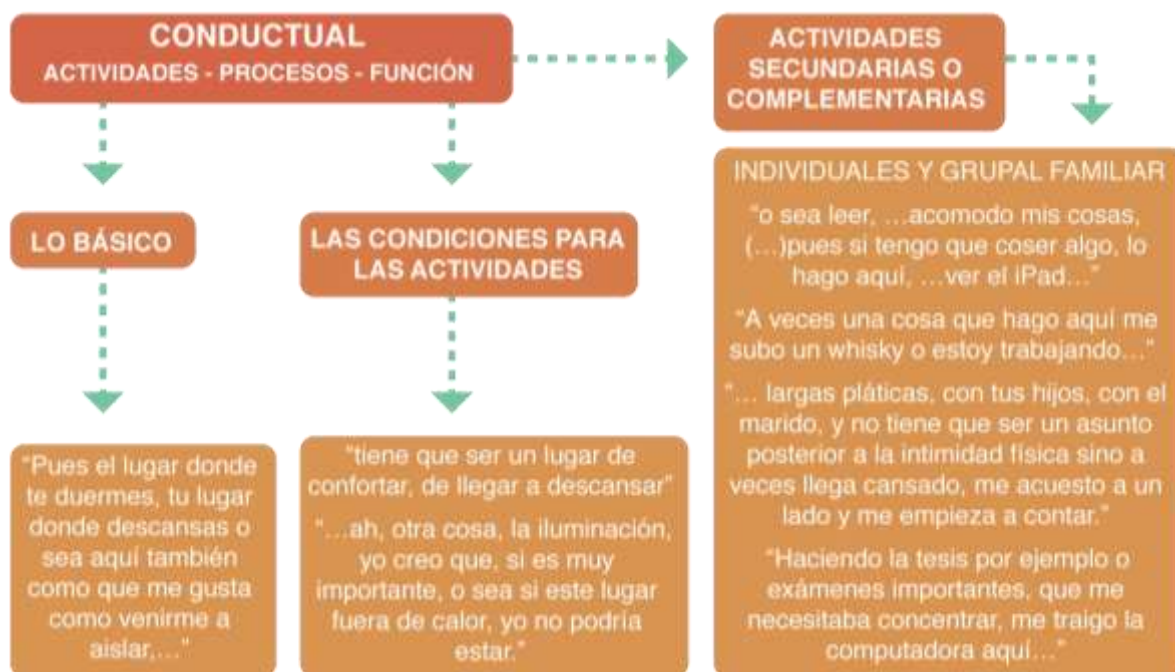 CONDUCTUAL
ACTIVIDADES - PROCESOS - FUNCIÓN
LO BÁSICO
"Pues el lugar donde
te duermes, tu lugar
donde descansas o
sea aquí también
como que me gusta
como venirme a
aislar,…"
LAS CONDICIONES PARA
LAS ACTIVIDADES
"tiene que ser un lugar de
confortar, de llegar a descansar"
"…ah, otra cosa, la iluminación,
yo creo que, si es muy
importante, o sea si este lugar
fuera de calor, yo no podría
estar."
ACTIVIDADES
SECUNDARIAS O
COMPLEMENTARIAS
INDIVIDUALES Y GRUPAL FAMILIAR
"o sea leer, …acomodo mis cosas,
(…)pues si tengo que coser algo, lo
hago aquí, …ver el iPad…"
"A veces una cosa que hago aquí me
subo un whisky o estoy trabajando…"
"… largas pláticas, con tus hijos, con el
marido, y no tiene que ser un asunto
posterior a la intimidad física sino a
veces llega cansado, me acuesto a un
lado y me empieza a contar."
"Haciendo la tesis por ejemplo o
exámenes importantes, que me
necesitaba concentrar, me traigo la
computadora aquí…"